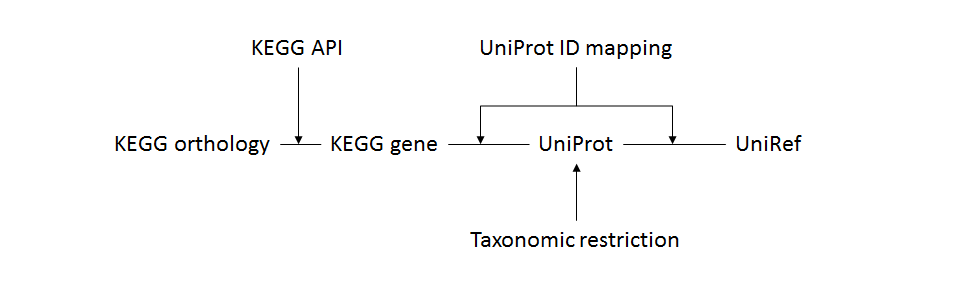 KEGG API
UniProt ID mapping
KEGG orthology
KEGG gene
UniProt
UniRef
Taxonomic restriction